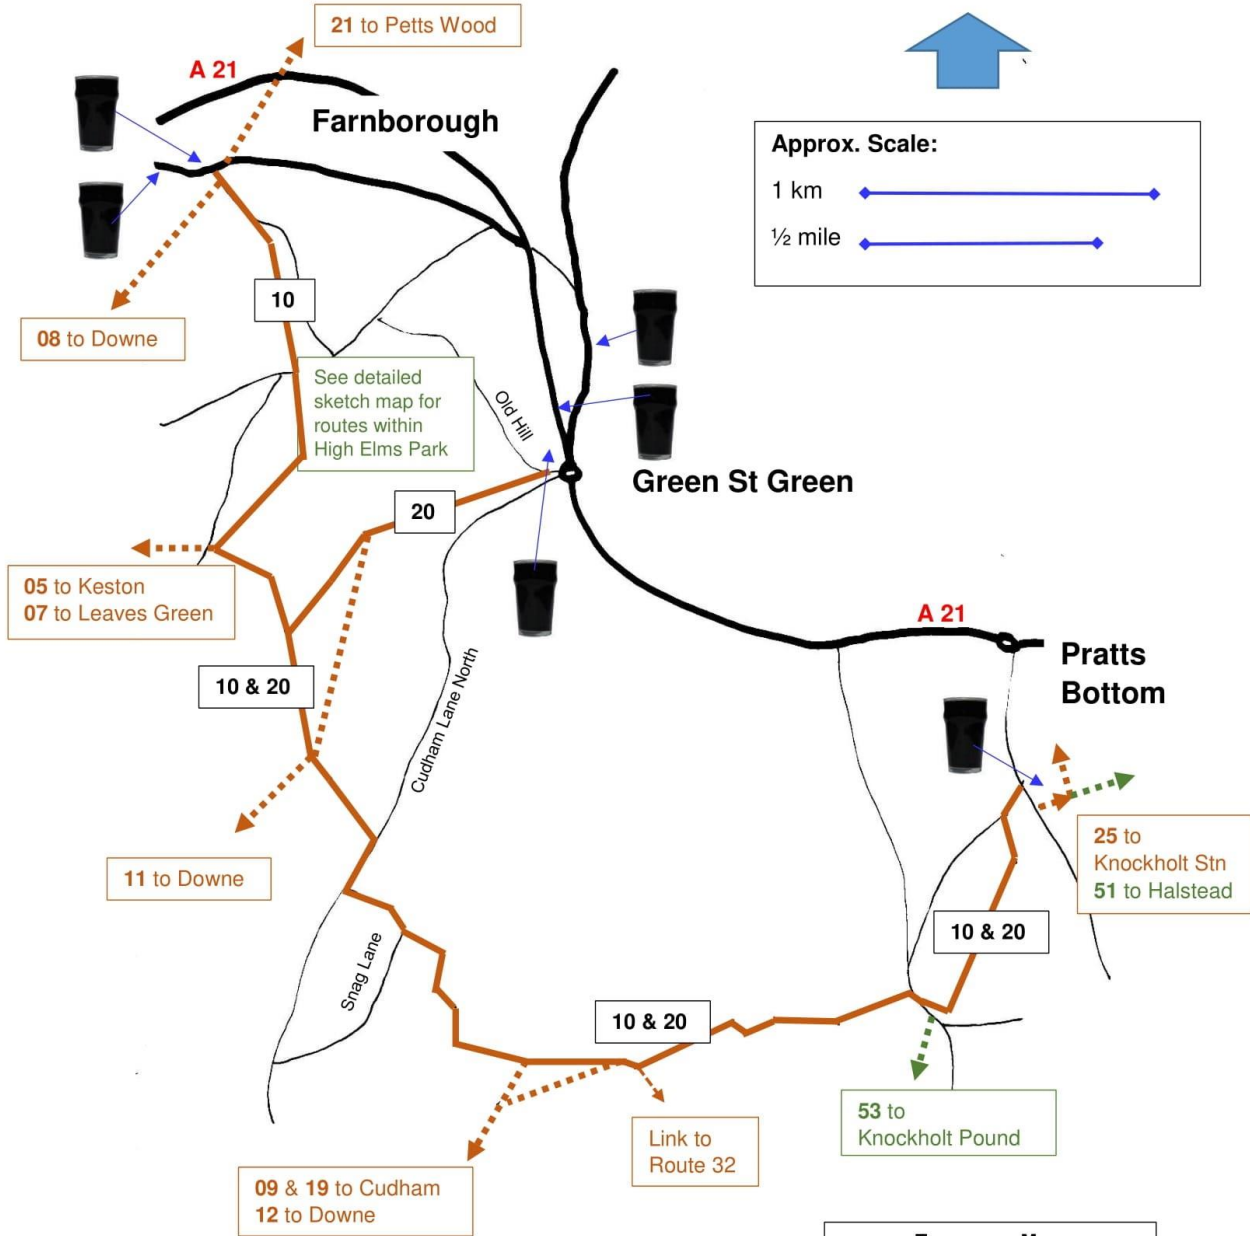 21 to Petts Wood
A 21
Farnborough
Approx. Scale:
1 km
½ mile
10
08 to Downe
See detailed
sketch map for
routes within
High Elms Park
Old Hill
Green St Green
20
05 to Keston
07 to Leaves Green
A 21
Pratts
Bottom
10 & 20
Cudham Lane North
25 to
Knockholt Stn
51 to Halstead
11 to Downe
10 & 20
Snag Lane
10 & 20
53 to
Knockholt Pound
Link to
Route 32
09 & 19 to Cudham
12 to Downe